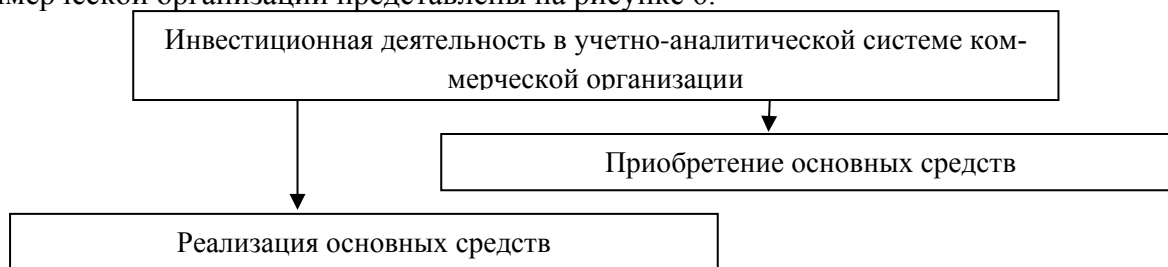 мерческой организации представлены на рисунке 6.
Инвестиционная деятельность в учетно-аналитической системе ком-
мерческой организации
Приобретение основных средств
Реализация основных средств